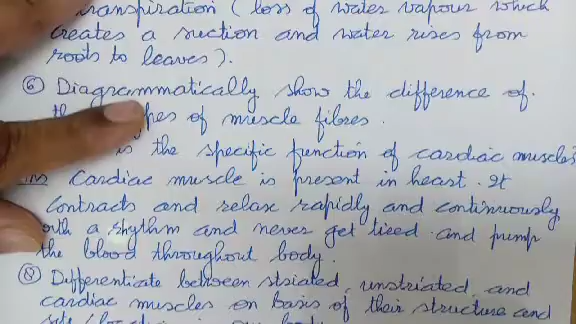 transpiration (loss of water vapour which
creates a suction and water rises from
roots to leaves).
⑥ Diagrammatically show the difference of
of muscle fibres.
is the specific function of cardiac muscles
Ans Cardiac muscle is present in heart. It
contracts and relax rapidly and continuously
with a rhythm and never get tired and pump
the blood throughout body.
⑧ Differentiate between striated, unstriated and
cardiac muscles on basis of their structure and